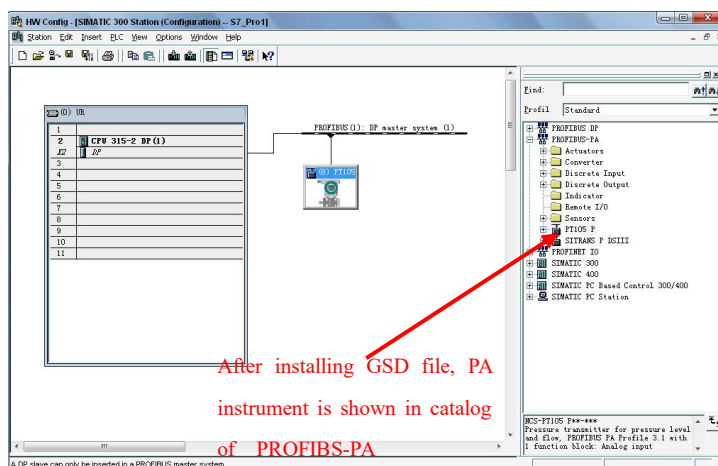 HW Config - [SIMATIC 300 Station (Configuration) -- S7_Pro1]
Station Edit Insert PLC View Options Window Help
(0) UR
1
2 CPU 315-2 DP(1)
X2 DP
3
4
5
6
7
8
9
10
11
PROFIBUS(1): DP master system (1)
(8) PT105
Find:
Profil Standard
PROFIBUS DP
PROFIBUS-PA
Actuators
Converter
Discrete Input
Discrete Output
Indicator
Remote I/O
Sensors
PT105 P
SITRANS P DSIII
PROFINET IO
SIMATIC 300
SIMATIC 400
SIMATIC PC Based Control 300/400
SIMATIC PC Station
After installing GSD file, PA
instrument is shown in catalog
of PROFIBS-PA
NCS-PT105 P**-***
Pressure transmitter for pressure level
and flow, PROFIBUS PA Profile 3.1 with
1 function block: Analog input
A DP slave can only be inserted in a PROFIBUS master system